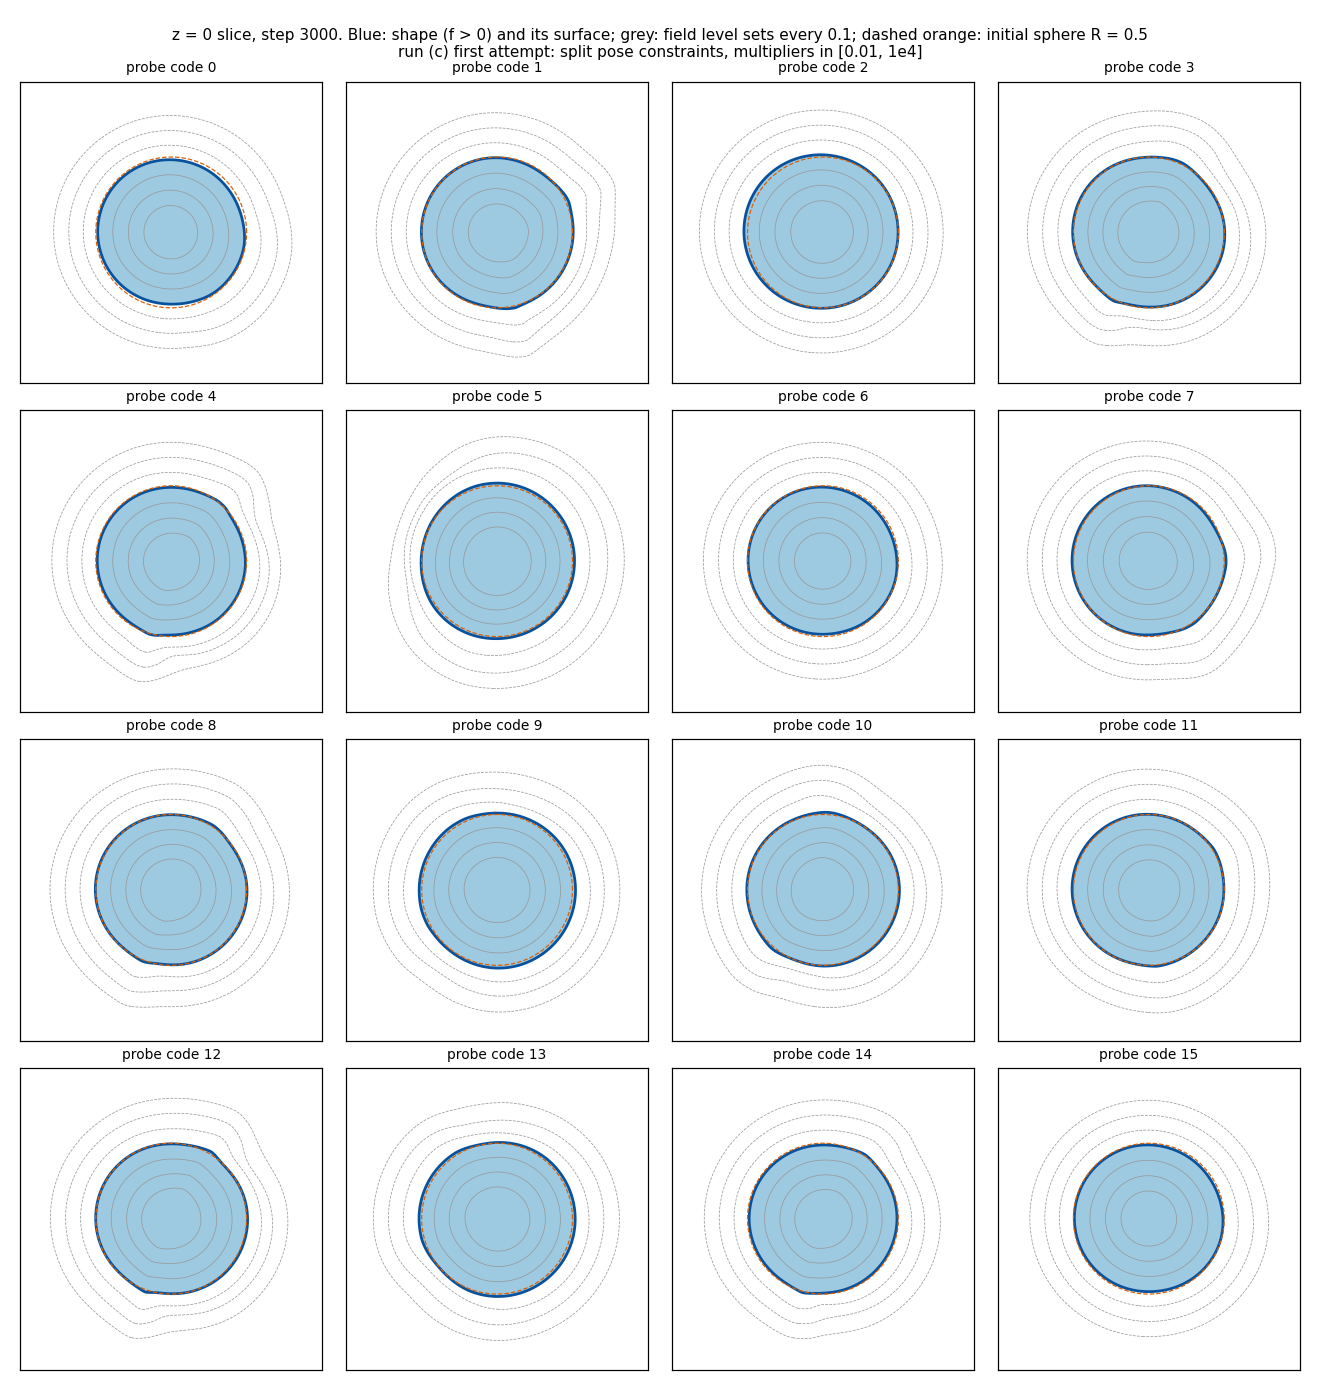 z = 0 slice, step 3000. Blue: shape (f > 0) and its surface; grey: field level sets every 0.1; dashed orange: initial sphere R = 0.5
run (c) first attempt: split pose constraints, multipliers in [0.01, 1e4]
probe code 0
probe code 1
probe code 2
probe code 3
probe code 4
probe code 5
probe code 6
probe code 7
probe code 8
probe code 9
probe code 10
probe code 11
probe code 12
probe code 13
probe code 14
probe code 15